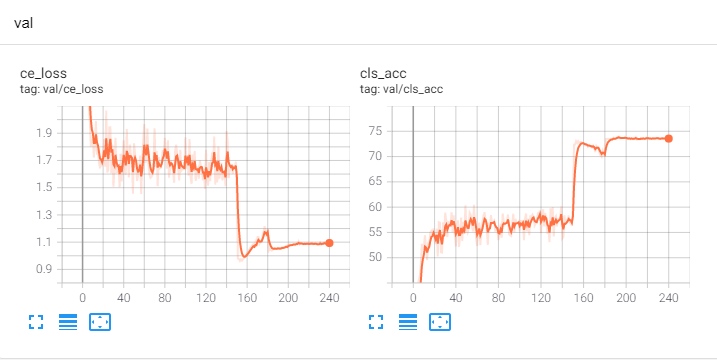 val
ce_loss
tag: val/ce_loss
1.9
1.7
1.5
1.3
1.1
0.9
0 40 80 120 160 200 240
cls_acc
tag: val/cls_acc
75
70
65
60
55
50
0 40 80 120 160 200 240